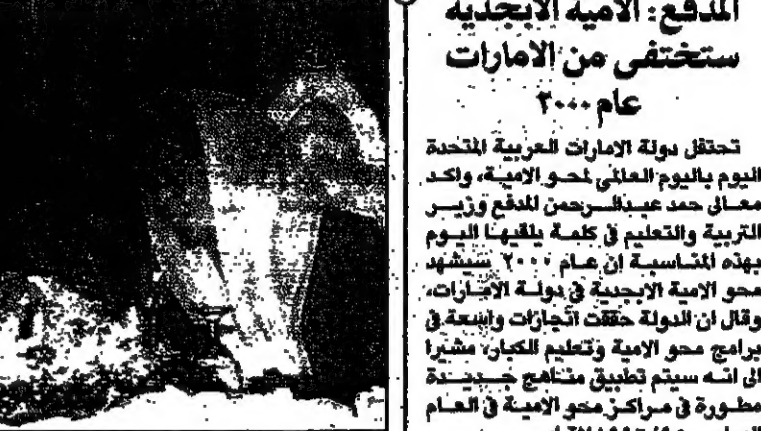 المدفع: الامية الابجدية
ستختفى من الامارات
عام ٢٠٠٠
تحتفل دولة الامارات العربية المتحدة
اليوم باليوم العالمي لمحو الامية، واكد
معالى حمد عبدالرحمن المدفع وزير
التربية والتعليم في كلمة يلقيها اليوم
بهذه المناسبة ان عام ٢٠٠٠ سيشهد
محو الامية الابجدية في دولة الامارات،
وقال ان الدولة حققت انجازات واسعة في
برامج محو الامية وتعليم الكبار، مشيرا
الى انه سيتم تطبيق مناهج جديدة
مطورة في مراكز محو الامية في العام